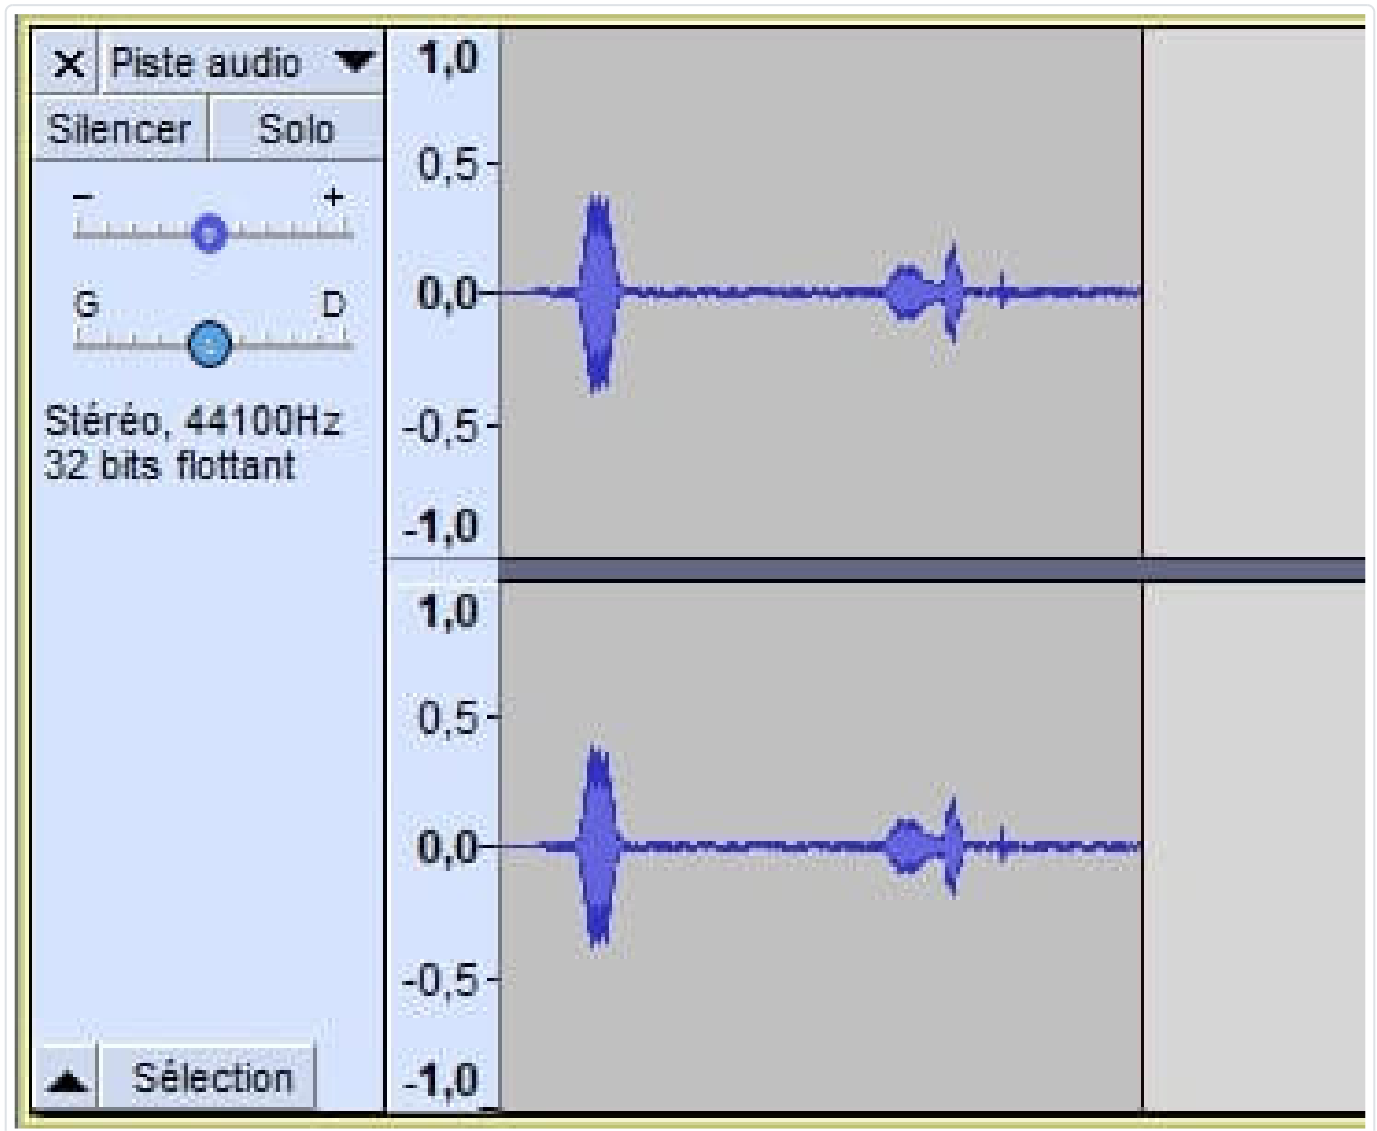 × Piste audio ▼
Silencer Solo
- +
G D
Stéréo, 44100Hz
32 bits flottant
▲ Sélection
1,0
0,5
0,0
-0,5
-1,0
1,0
0,5
0,0
-0,5
-1,0